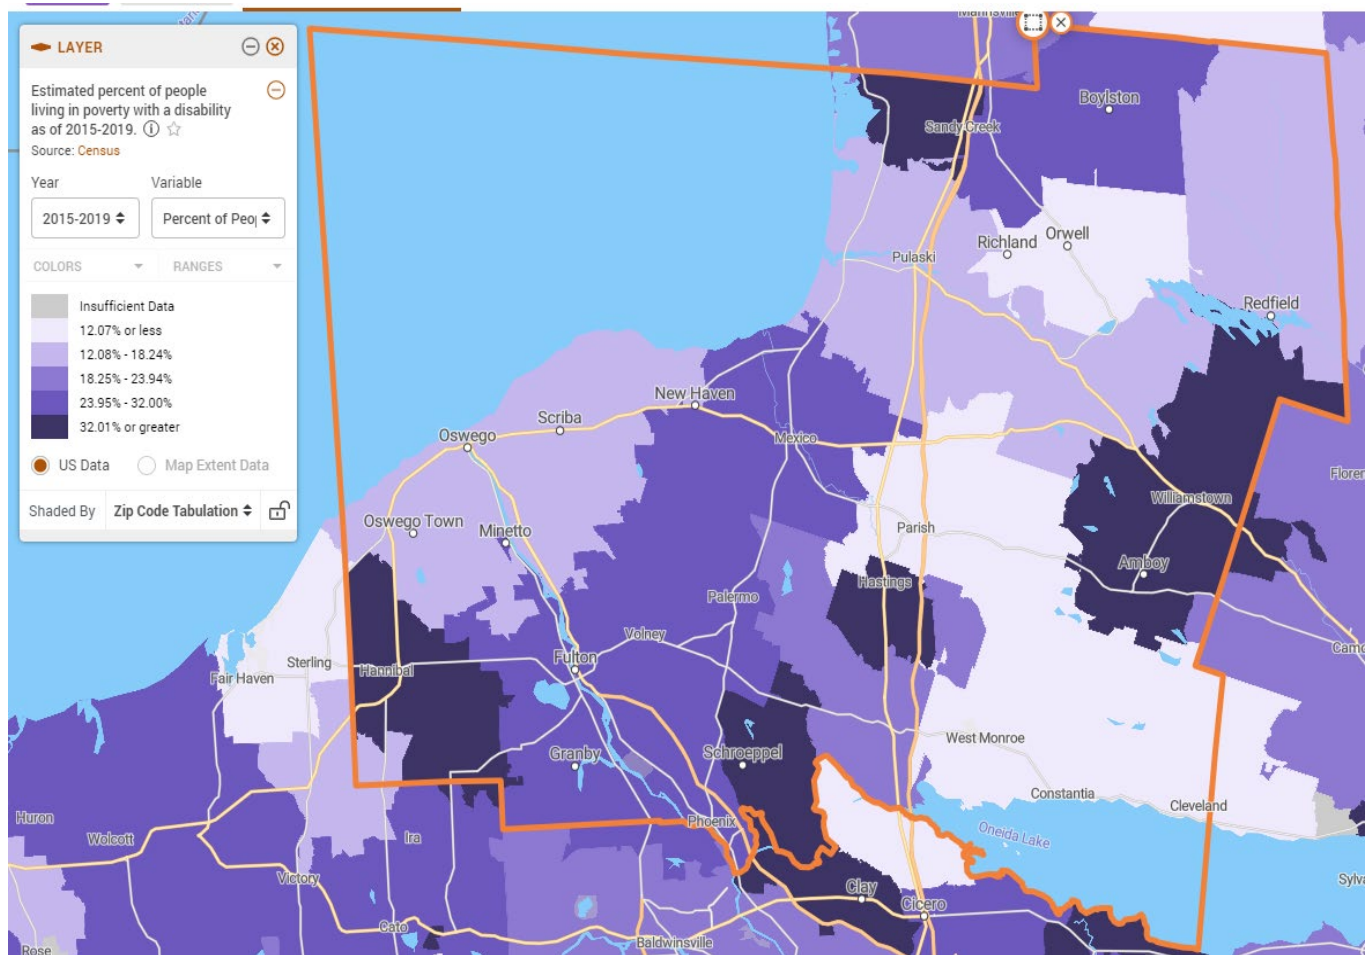 LAYER
Estimated percent of people
living in poverty with a disability
as of 2015-2019.
Source: Census
Year Variable
2015-2019 Percent of Peo
COLORS RANGES
Insufficient Data
12.07% or less
12.08% - 18.24%
18.25% - 23.94%
23.95% - 32.00%
32.01% or greater
US Data Map Extent Data
Shaded By Zip Code Tabulation
Mannsville
Boylston
Sandy Creek
Richland
Orwell
Pulaski
Redfield
New Haven
Scriba
Oswego
Mexico
Floren
Williamstown
Oswego Town
Minetto
Parish
Hastings
Amboy
Palermo
Volney
Came
Sterling
Hannibal
Fulton
Fair Haven
West Monroe
Granby
Schroeppel
Constantia
Cleveland
Huron
Wolcott
Ira
Phoenix
Oneida Lake
Victory
Clay
Sylva
Cicero
Cato
Baldwinsville
Rose